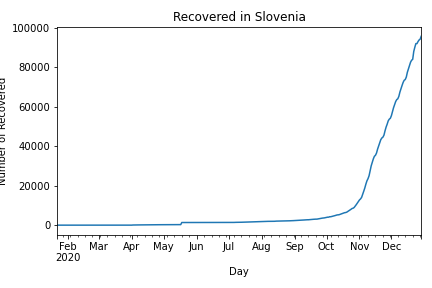 Recovered in Slovenia
Number of Recovered
100000
80000
60000
40000
20000
0
Feb Mar Apr May Jun Jul Aug Sep Oct Nov Dec
2020
Day